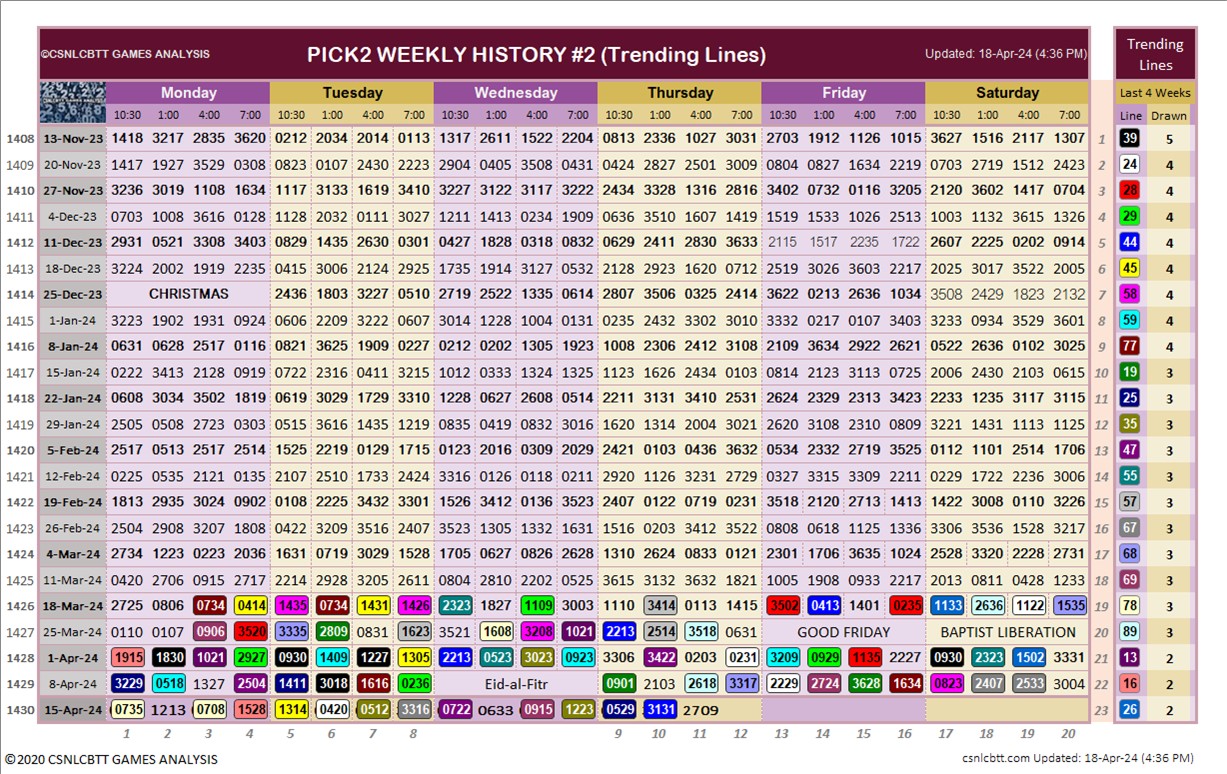 ©CSNLCBTT GAMES ANALYSIS PICK2 WEEKLY HISTORY #2 (Trending Lines) Updated: 18-Apr-24 (4:36 PM) Trending Lines
Monday Tuesday Wednesday Thursday Friday Saturday Last 4 Weeks
10:30 1:00 4:00 7:00 10:30 1:00 4:00 7:00 10:30 1:00 4:00 7:00 10:30 1:00 4:00 7:00 10:30 1:00 4:00 7:00 10:30 1:00 4:00 7:00 Line Drawn
1408 13-Nov-23 1418 3217 2835 3620 0212 2034 2014 0113 1317 2611 1522 2204 0813 2336 1027 3031 2703 1912 1126 1015 3627 1516 2117 1307 1 39 5
1409 20-Nov-23 1417 1927 3529 0308 0823 0107 2430 2223 2904 0405 3508 0431 0424 2827 2501 3009 0804 0827 1634 2219 0703 2719 1512 2423 2 24 4
1410 27-Nov-23 3236 3019 1108 1634 1117 3133 1619 3410 3227 3122 3117 3222 2434 3328 1316 2816 3402 0732 0116 3205 2120 3602 1417 0704 3 28 4
1411 4-Dec-23 0703 1008 3616 0128 1128 2032 0111 3027 1211 1413 0234 1909 0636 3510 1607 1419 1519 1533 1026 2513 1003 1132 3615 1326 4 29 4
1412 11-Dec-23 2931 0521 3308 3403 0829 1435 2630 0301 0427 1828 0318 0832 0629 2411 2830 3633 2115 1517 2235 1722 2607 2225 0202 0914 5 44 4
1413 18-Dec-23 3224 2002 1919 2235 0415 3006 2124 2925 1735 1914 3127 0532 2128 2923 1620 0712 2519 3026 3603 2217 2025 3017 3522 2005 6 45 4
1414 25-Dec-23 CHRISTMAS 2436 1803 3227 0519 2719 2522 1335 0614 2807 3506 2825 2414 3622 0213 2636 1034 3508 2429 1823 2132 7 58 4
1415 1-Jan-24 3223 1902 1931 0924 0606 2209 3222 0607 3014 1228 1004 0131 0235 2432 3302 3010 3332 0217 0107 3403 3233 0934 3529 3601 8 59 4
1416 8-Jan-24 0631 0628 2517 0116 0821 3625 1909 0227 0212 0202 1305 1923 1008 2306 2412 3108 2109 3634 2922 2621 0522 2636 0102 3025 9 77 4
1417 15-Jan-24 0222 3413 2128 0919 0722 2316 0411 3215 1012 0333 1324 1325 1123 1626 2434 0103 0814 2123 3113 0725 2006 2430 2103 0615 10 19 3
1418 22-Jan-24 0608 3034 3502 1819 0619 3029 1729 3310 1228 0627 2608 0514 2211 3131 3410 2531 2624 2329 2313 3423 2233 1235 3117 3115 11 25 3
1419 29-Jan-24 2505 0508 2723 0303 0515 3616 1435 1219 0835 0419 0832 3016 1620 1314 2004 3021 2620 3108 2310 0809 3221 1431 1113 1125 12 35 3
1420 5-Feb-24 2517 0513 2517 2514 1525 2219 0129 1715 0123 2016 0309 2029 2421 0103 0436 3632 0534 2332 2719 3525 0112 1101 2514 1706 13 47 3
1421 12-Feb-24 0225 0535 2121 0135 2107 2510 1733 2424 3316 0126 0118 0211 2920 1126 2731 2729 0527 3315 3309 2211 0229 1722 2236 3006 14 55 3
1422 19-Feb-24 1813 2935 3024 0902 0108 2225 3432 3301 1526 3412 0136 3523 2407 0122 0719 0231 3518 2120 2713 1413 1422 3008 0110 3226 15 57 3
1423 26-Feb-24 2504 2908 3207 1808 0422 3209 3516 2407 3523 1305 1332 1631 1516 0203 3412 3522 0808 0618 1125 1336 3306 3536 1528 3217 16 67 3
1424 4-Mar-24 2734 1223 0223 2036 1631 0719 3029 1528 1705 0627 0826 2628 1310 2624 0833 0121 2301 1706 3635 1024 2528 3320 2228 2731 17 68 3
1425 11-Mar-24 0420 2706 0915 2717 2214 2928 3205 2611 0804 2810 2202 0525 3615 3132 3632 1821 1005 1908 0933 2217 2013 0811 0428 1233 18 69 3
1426 18-Mar-24 2725 0806 0734 0414 1435 0734 1431 1426 2323 1827 1109 3003 1110 3414 0113 1415 3502 0413 1401 0235 1133 2636 1122 1535 19 78 3
1427 25-Mar-24 0110 0107 0906 3520 3335 2809 0831 1623 3521 1608 3208 1021 2213 2514 3518 0631 GOOD FRIDAY BAPTIST LIBERATION 20 89 3
1428 1-Apr-24 1915 1830 1021 2927 0930 1409 1227 1305 2213 0523 3023 0923 3306 3422 0203 0231 3209 0929 1135 2227 0930 2323 1502 3331 21 13 2
1429 8-Apr-24 3229 0518 1327 2504 1411 3018 1616 0236 Eid-al-Fitr 0901 2103 2618 3317 2229 2724 3628 1634 0823 2407 2533 3004 22 16 2
1430 15-Apr-24 0735 1213 0708 1528 1314 0420 0512 3316 0722 0633 0915 1223 0529 3131 2709 23 26 2
1 2 3 4 5 6 7 8 9 10 11 12 13 14 15 16 17 18 19 20
©2020 CSNLCBTT GAMES ANALYSIS csnlcbtt.com Updated: 18-Apr-24 (4:36 PM)